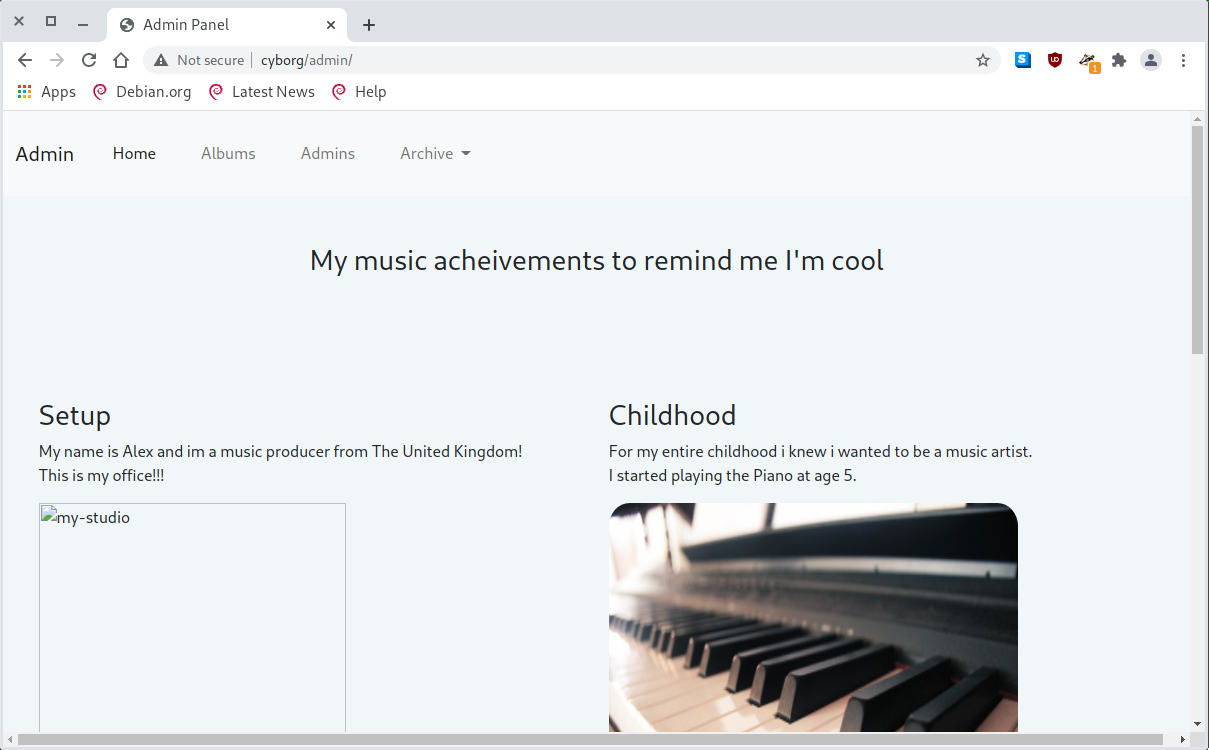 Admin Panel
Not secure | cyborg/admin/
1
Apps Debian.org Latest News Help
Admin Home Albums Admins Archive
My music acheivements to remind me I'm cool
Setup
My name is Alex and im a music producer from The United Kingdom!
This is my office!!!
my-studio
Childhood
For my entire childhood i knew i wanted to be a music artist.
I started playing the Piano at age 5.